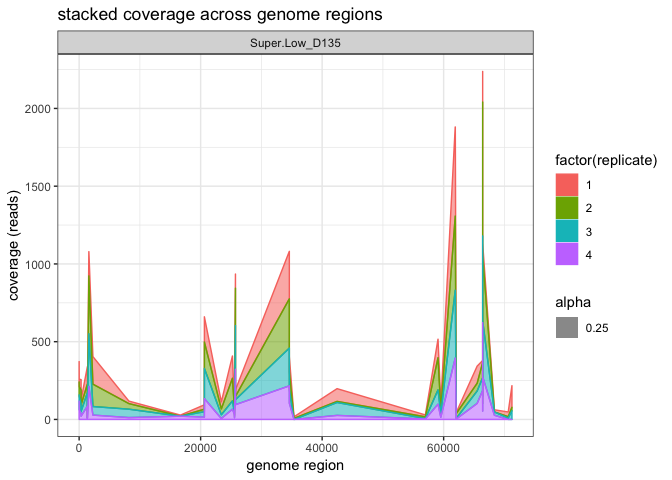 stacked coverage across genome regions
Super.Low_D135
coverage (reads)
2000
1500
1000
500
0
0 20000 40000 60000
genome region
factor(replicate)
1
2
3
4
alpha
0.25